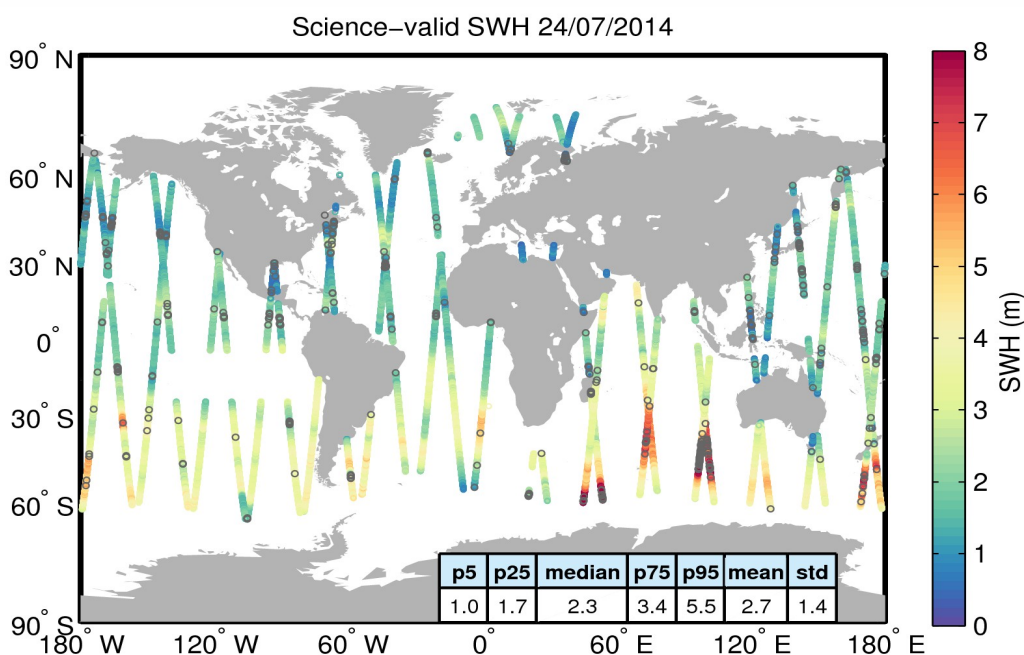 Science−valid SWH 24/07/2014
90° N
60° N
30° N
0°
30° S
60° S
90° S
180° W
120° W
60° W
0°
60° E
120° E
180° E
p5 p25 median p75 p95 mean std
1.0 1.7 2.3 3.4 5.5 2.7 1.4
8
7
6
5
4
3
2
1
0
SWH (m)